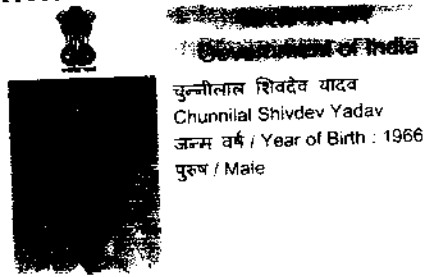 Government of India
चुन्नीलाल शिवदेव यादव
Chunnilal Shivdev Yadav
जन्म वर्ष / Year of Birth : 1966
पुरुष / Male